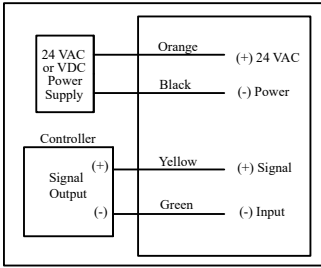 24 VAC
or VDC
Power
Supply
Orange
(+) 24 VAC
Black
(-) Power
Controller
Signal
Output
(+)
Yellow
(+) Signal
(-)
Green
(-) Input